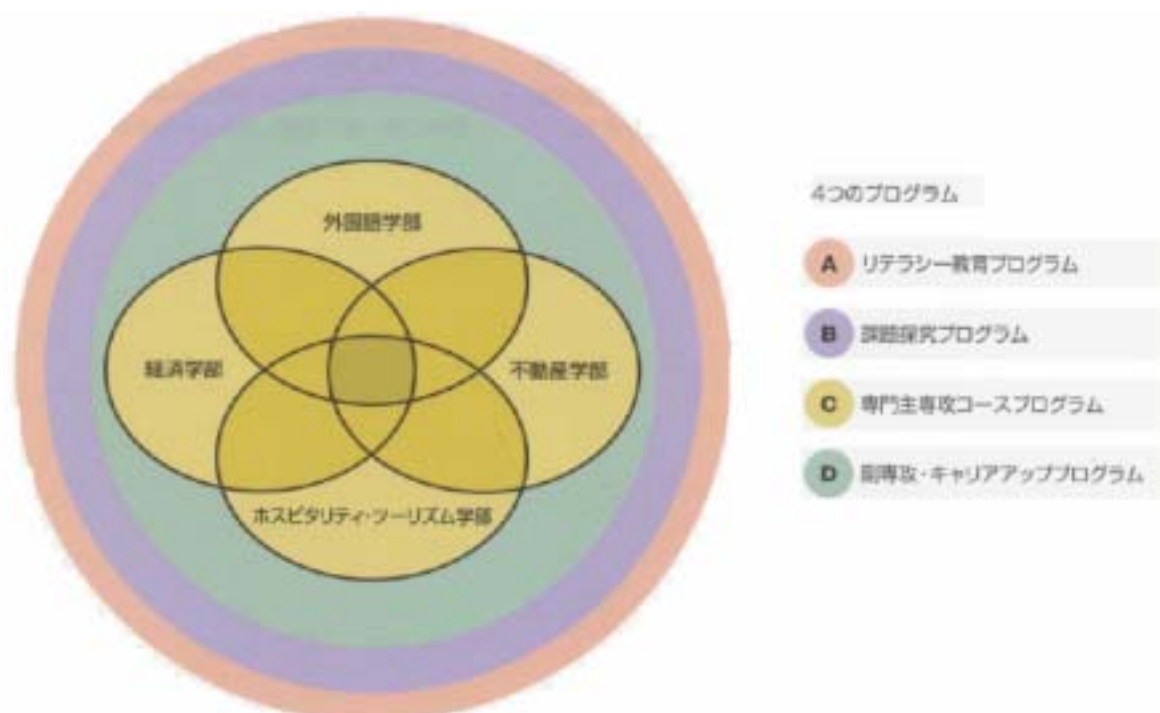 外国語学部
経済学部
不動産学部
ホスピタリティ・ツーリズム学部
4つのプログラム
A リテラシー教育プログラム
B 課題探究プログラム
C 専門主専攻コースプログラム
D 副専攻・キャリアアッププログラム